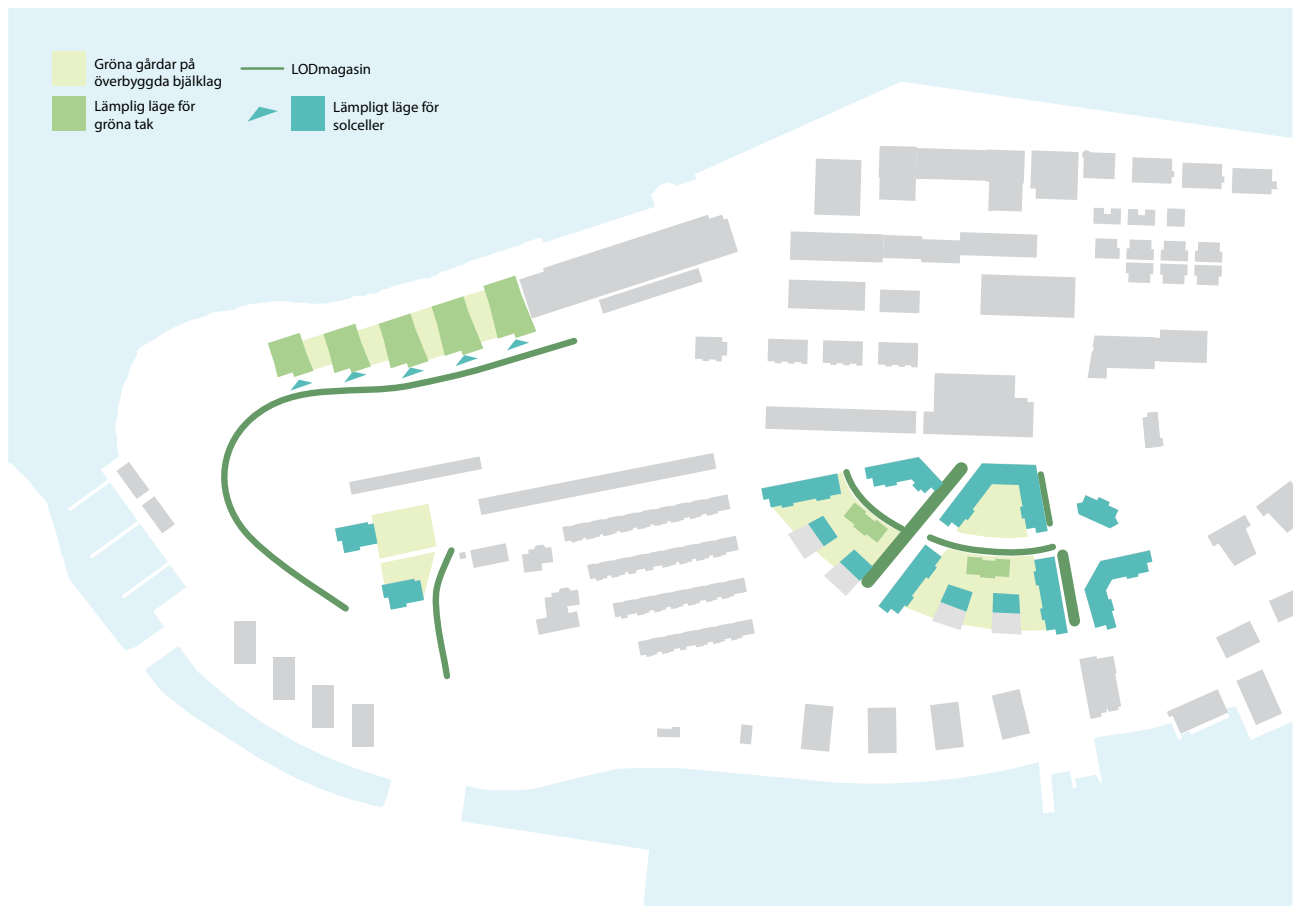 Gröna gårdar på
överbyggda bjälklag
LODmagasin
Lämplig läge för
gröna tak
Lämpligt läge för
solceller